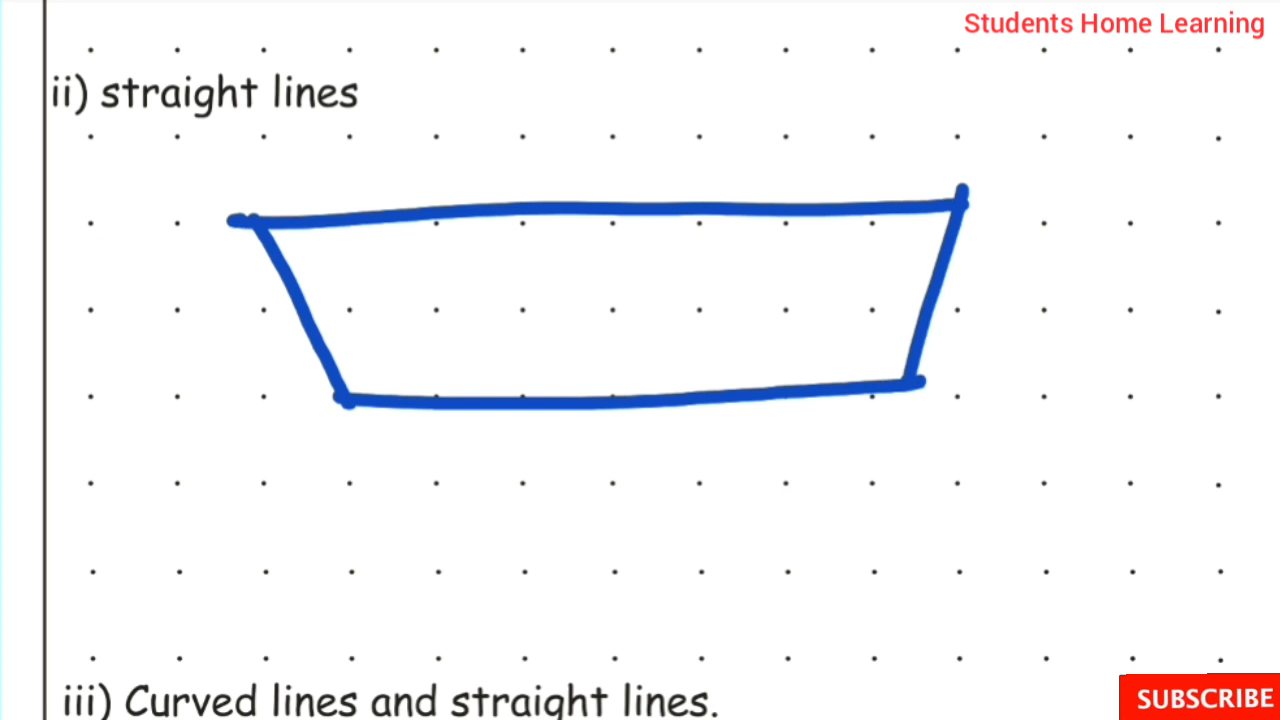 Students Home Learning
ii) straight lines
iii) Curved lines and straight lines.
SUBSCRIBE